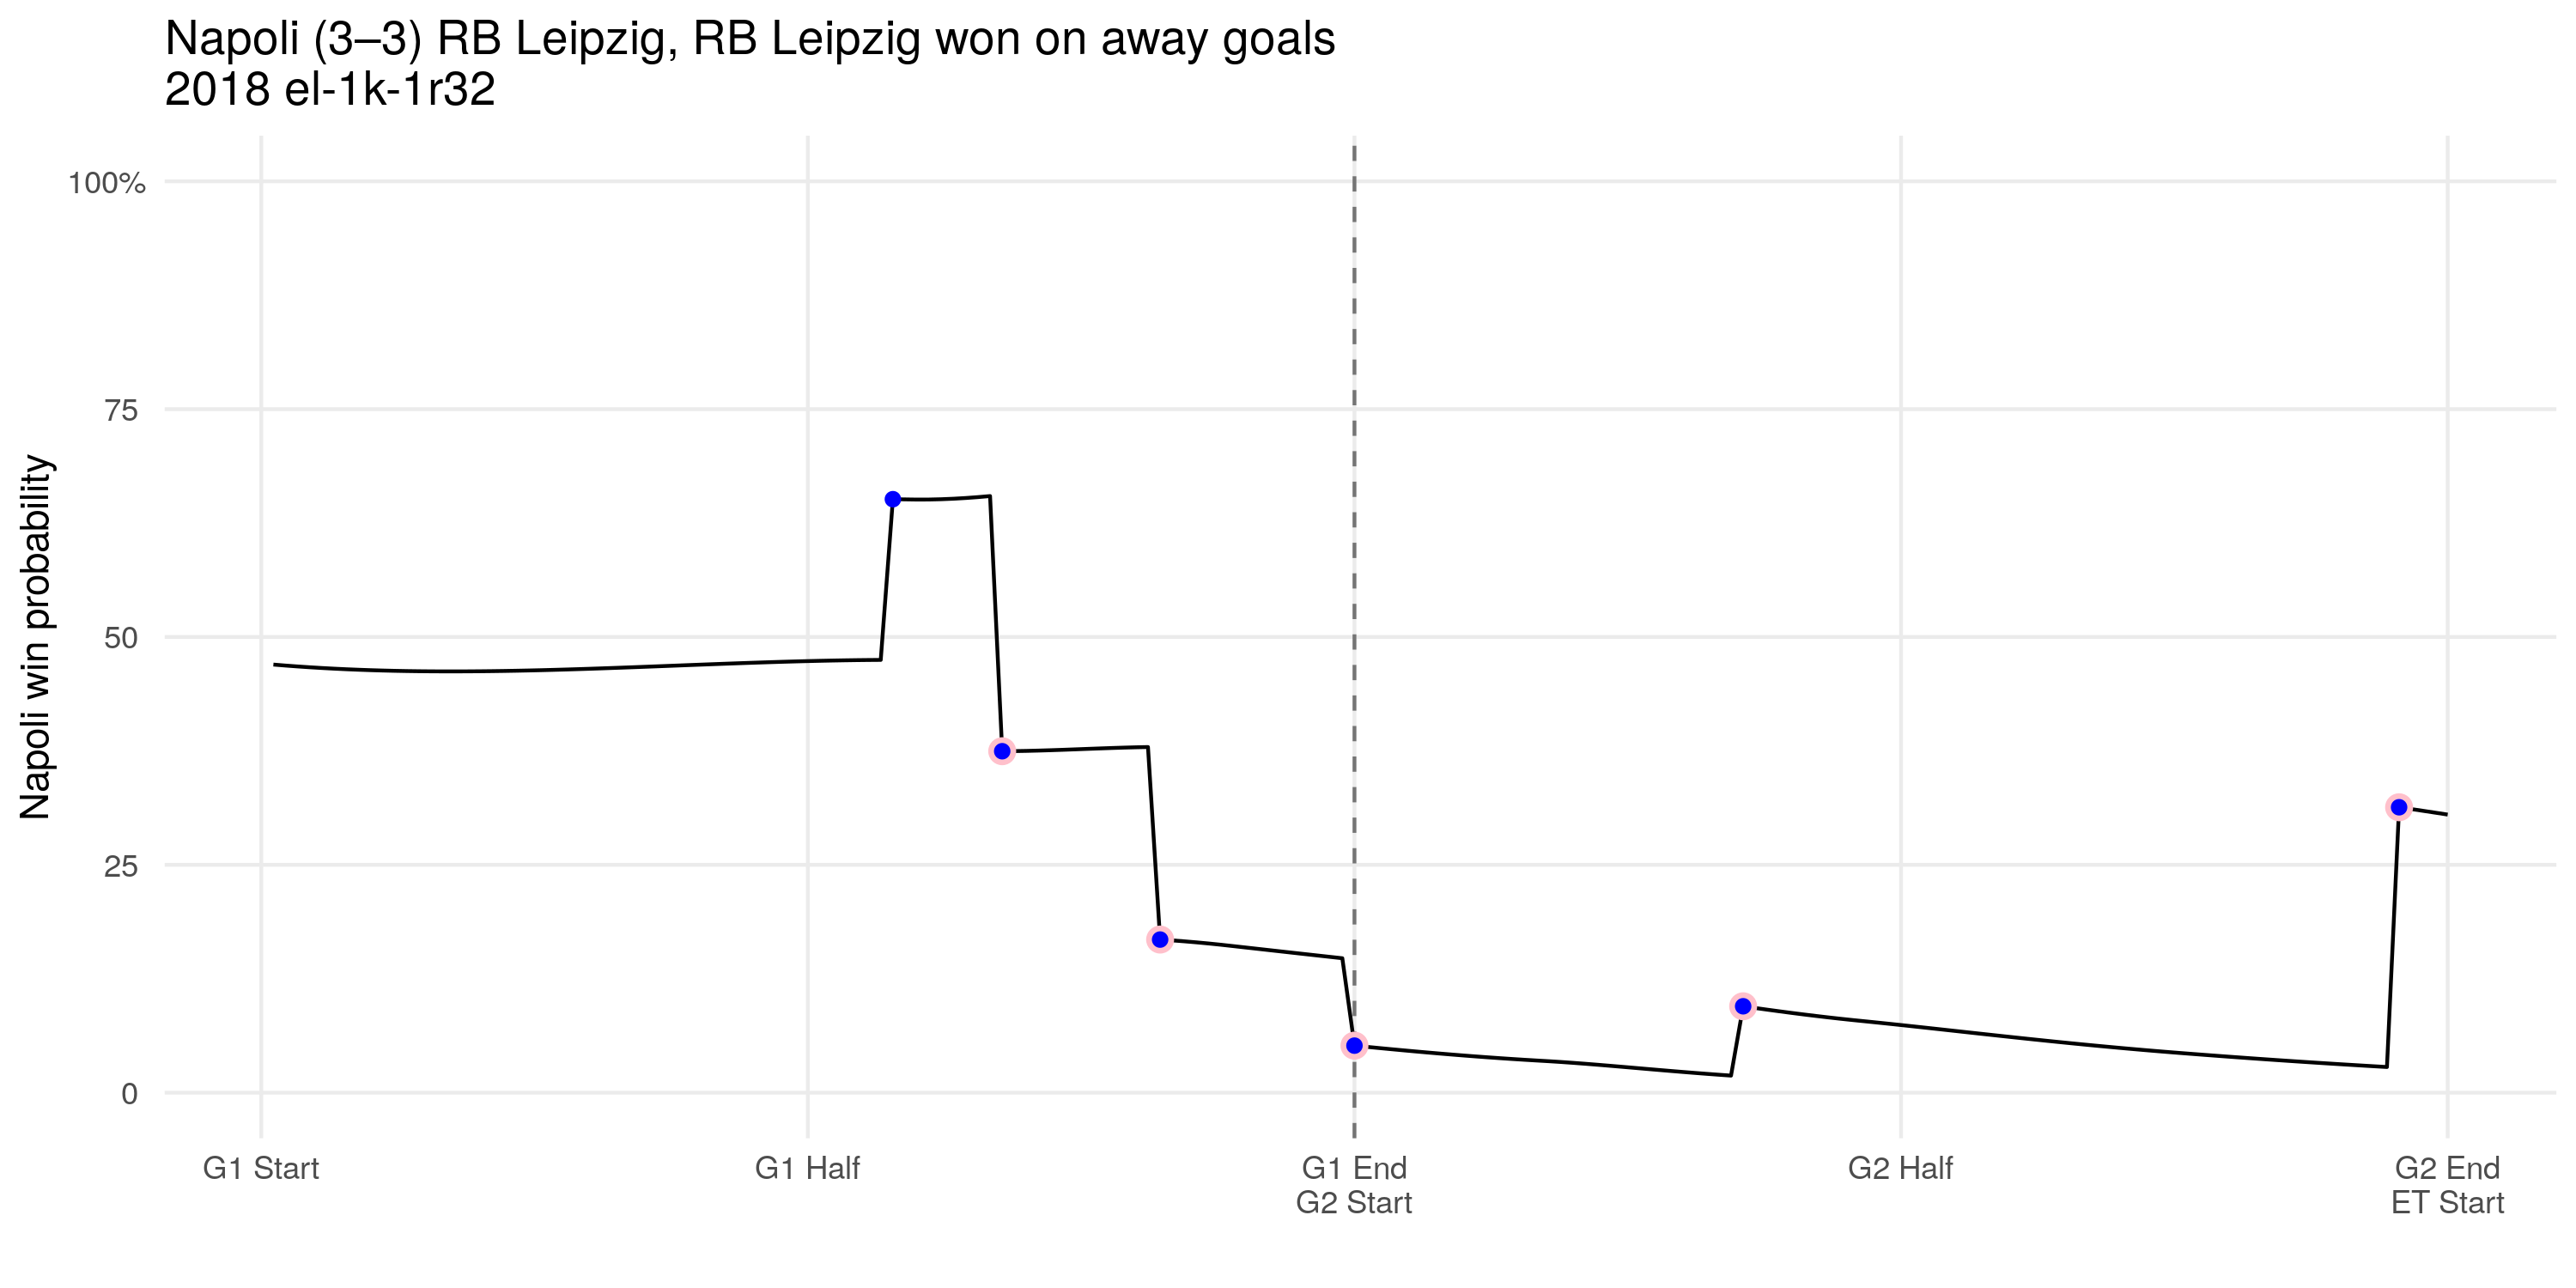 Napoli (3–3) RB Leipzig, RB Leipzig won on away goals
2018 el-1k-1r32
Napoli win probability
100%
75
50
25
0
G1 Start
G1 Half
G1 End
G2 Start
G2 Half
G2 End
ET Start